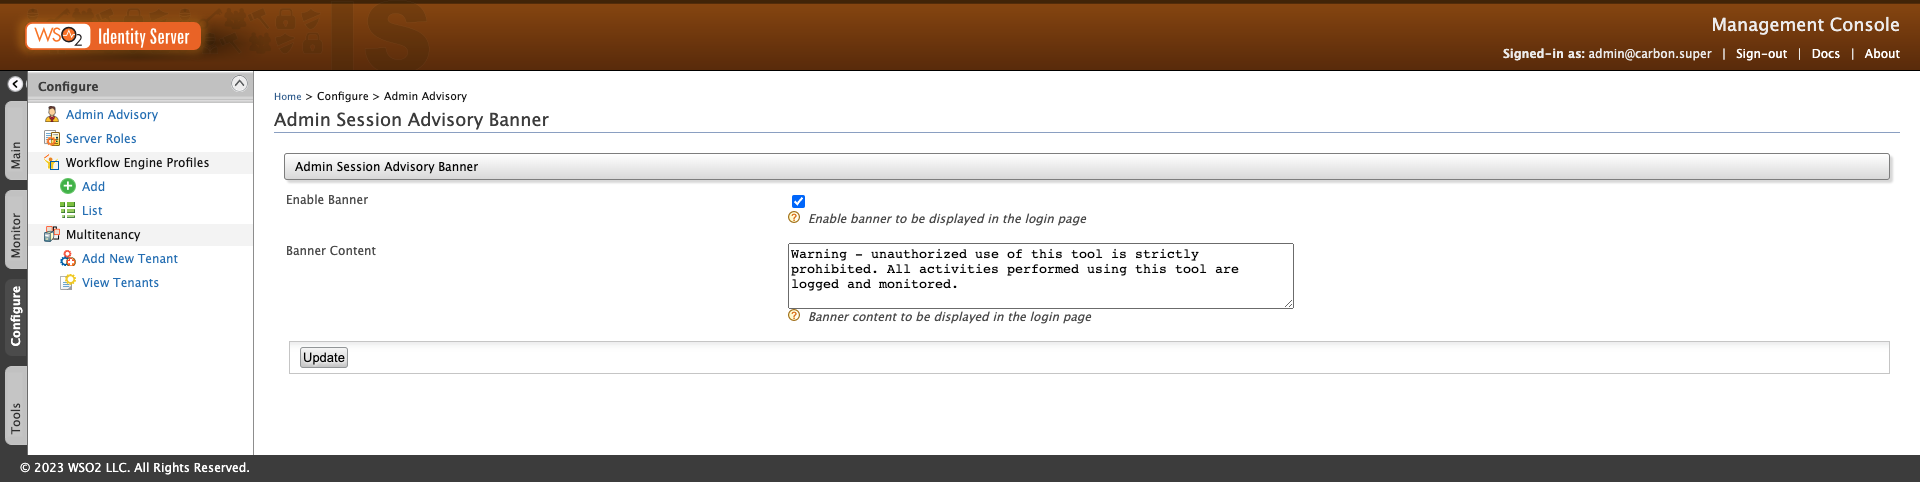 WSO2 Identity Server
Management Console
Signed-in as: admin@carbon.super | Sign-out | Docs | About
Main
Monitor
Configure
Tools
Configure
Admin Advisory
Server Roles
Workflow Engine Profiles
Add
List
Multitenancy
Add New Tenant
View Tenants
Home > Configure > Admin Advisory
Admin Session Advisory Banner
Admin Session Advisory Banner
Enable Banner
Enable banner to be displayed in the login page
Banner Content
Warning - unauthorized use of this tool is strictly
prohibited. All activities performed using this tool are
logged and monitored.
Banner content to be displayed in the login page
Update
© 2023 WSO2 LLC. All Rights Reserved.